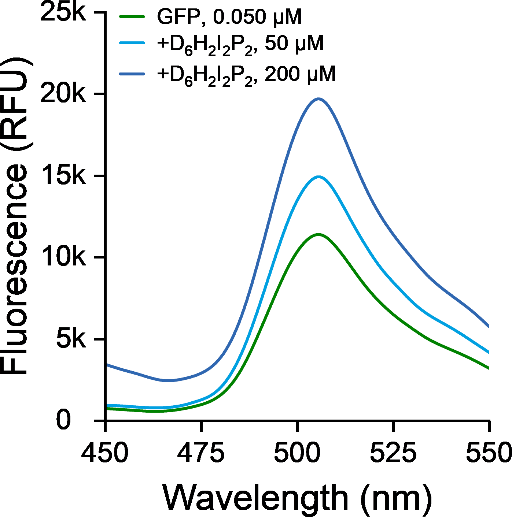 GFP, 0.050 µM
+D₆H₂I₂P₂, 50 µM
+D₆H₂I₂P₂, 200 µM
Fluorescence (RFU)
25k
20k
15k
10k
5k
0
450 475 500 525 550
Wavelength (nm)